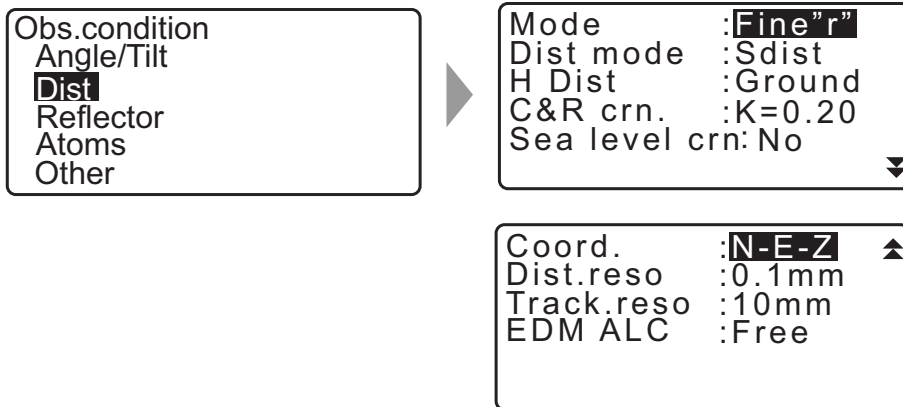 Obs.condition
Angle/Tilt
Dist
Reflector
Atoms
Other
Mode :Fine”r”
Dist mode :Sdist
H Dist :Ground
C&R crn. :K=0.20
Sea level crn: No
Coord. :N-E-Z
Dist.reso :0.1mm
Track.reso :10mm
EDM ALC :Free